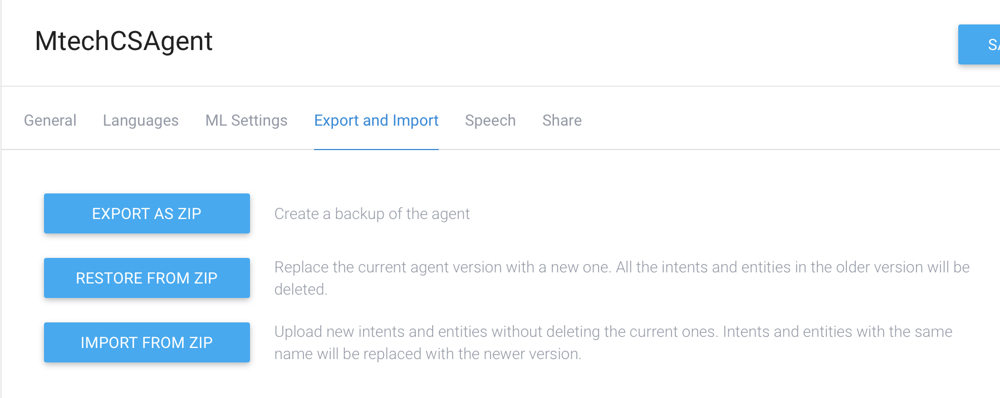 MtechCSAgent
General Languages ML Settings Export and Import Speech Share
EXPORT AS ZIP
Create a backup of the agent
RESTORE FROM ZIP
Replace the current agent version with a new one. All the intents and entities in the older version will be
deleted.
IMPORT FROM ZIP
Upload new intents and entities without deleting the current ones. Intents and entities with the same
name will be replaced with the newer version.